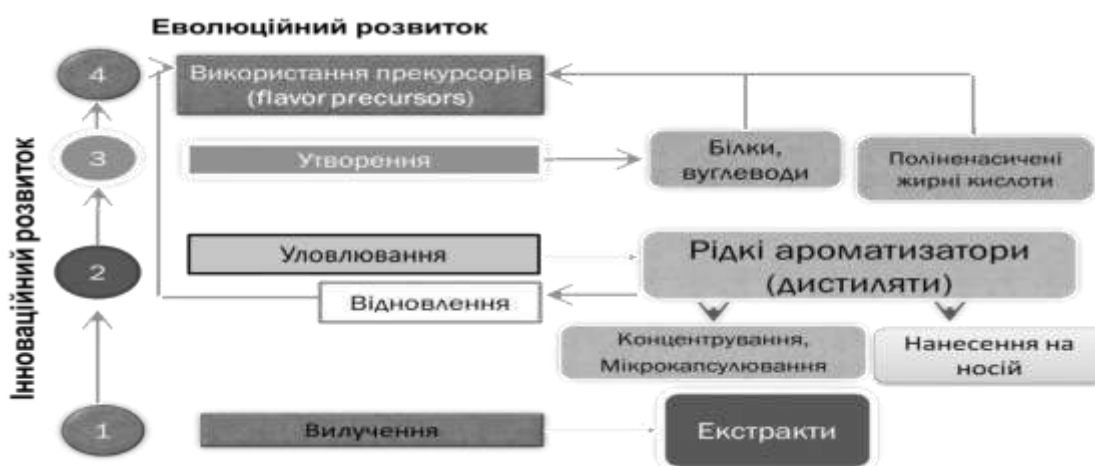 Еволюційний розвиток
Інноваційний розвиток
4
Використання прекурсорів
(flavor precursors)
3
Утворення
Білки,
вуглеводи
Поліненасичені
жирні кислоти
2
Уловлювання
Рідкі ароматизатори
(дистиляти)
Відновлення
Концентрування,
Мікрокапсулювання
Нанесення на
носій
1
Вилучення
Екстракти